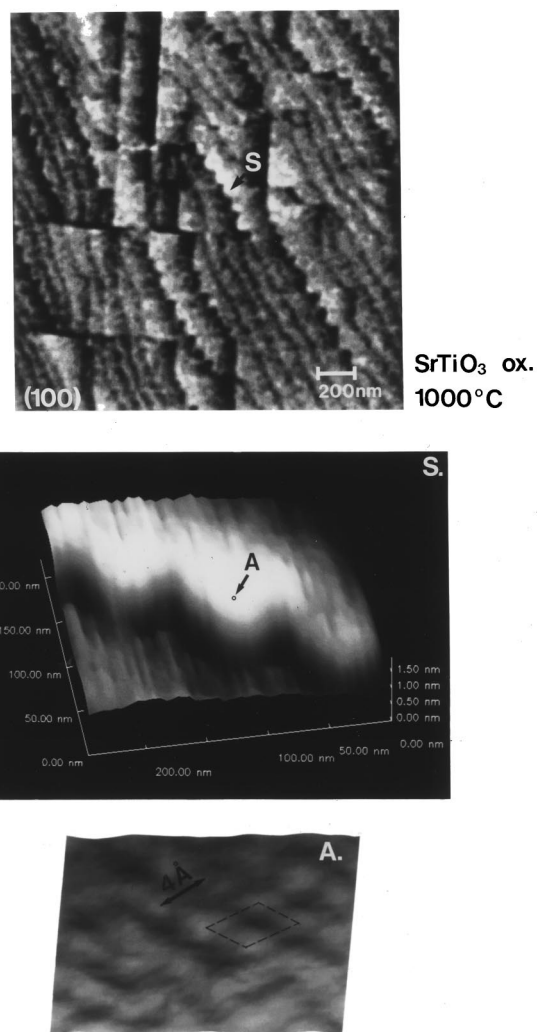 S
(100)
200nm
SrTiO₃ ox.
1000°C
S.
A
150.00 nm
100.00 nm
50.00 nm
0.00 nm
200.00 nm
100.00 nm
50.00 nm
0.00 nm
1.50 nm
1.00 nm
0.50 nm
0.00 nm
A.
4Å